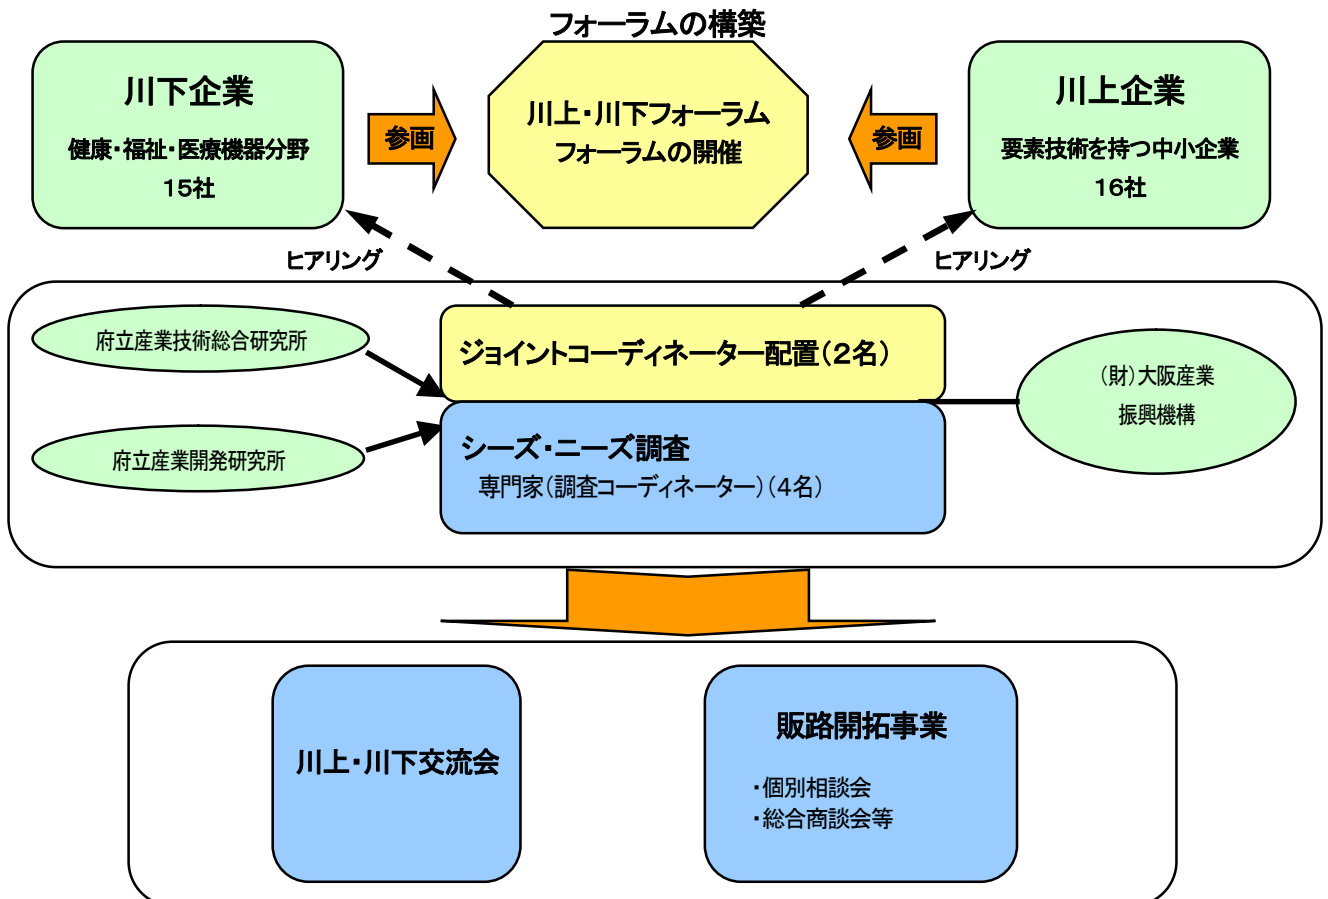 フォーラムの構築
川下企業
健康・福祉・医療機器分野
15社
参画
川上・川下フォーラム
フォーラムの開催
参画
川上企業
要素技術を持つ中小企業
16社
ヒアリング
ヒアリング
府立産業技術総合研究所
ジョイントコーディネーター配置（2名）
（財）大阪産業
振興機構
府立産業開発研究所
シーズ・ニーズ調査
専門家（調査コーディネーター）（4名）
川上・川下交流会
販路開拓事業
・個別相談会
・総合商談会等